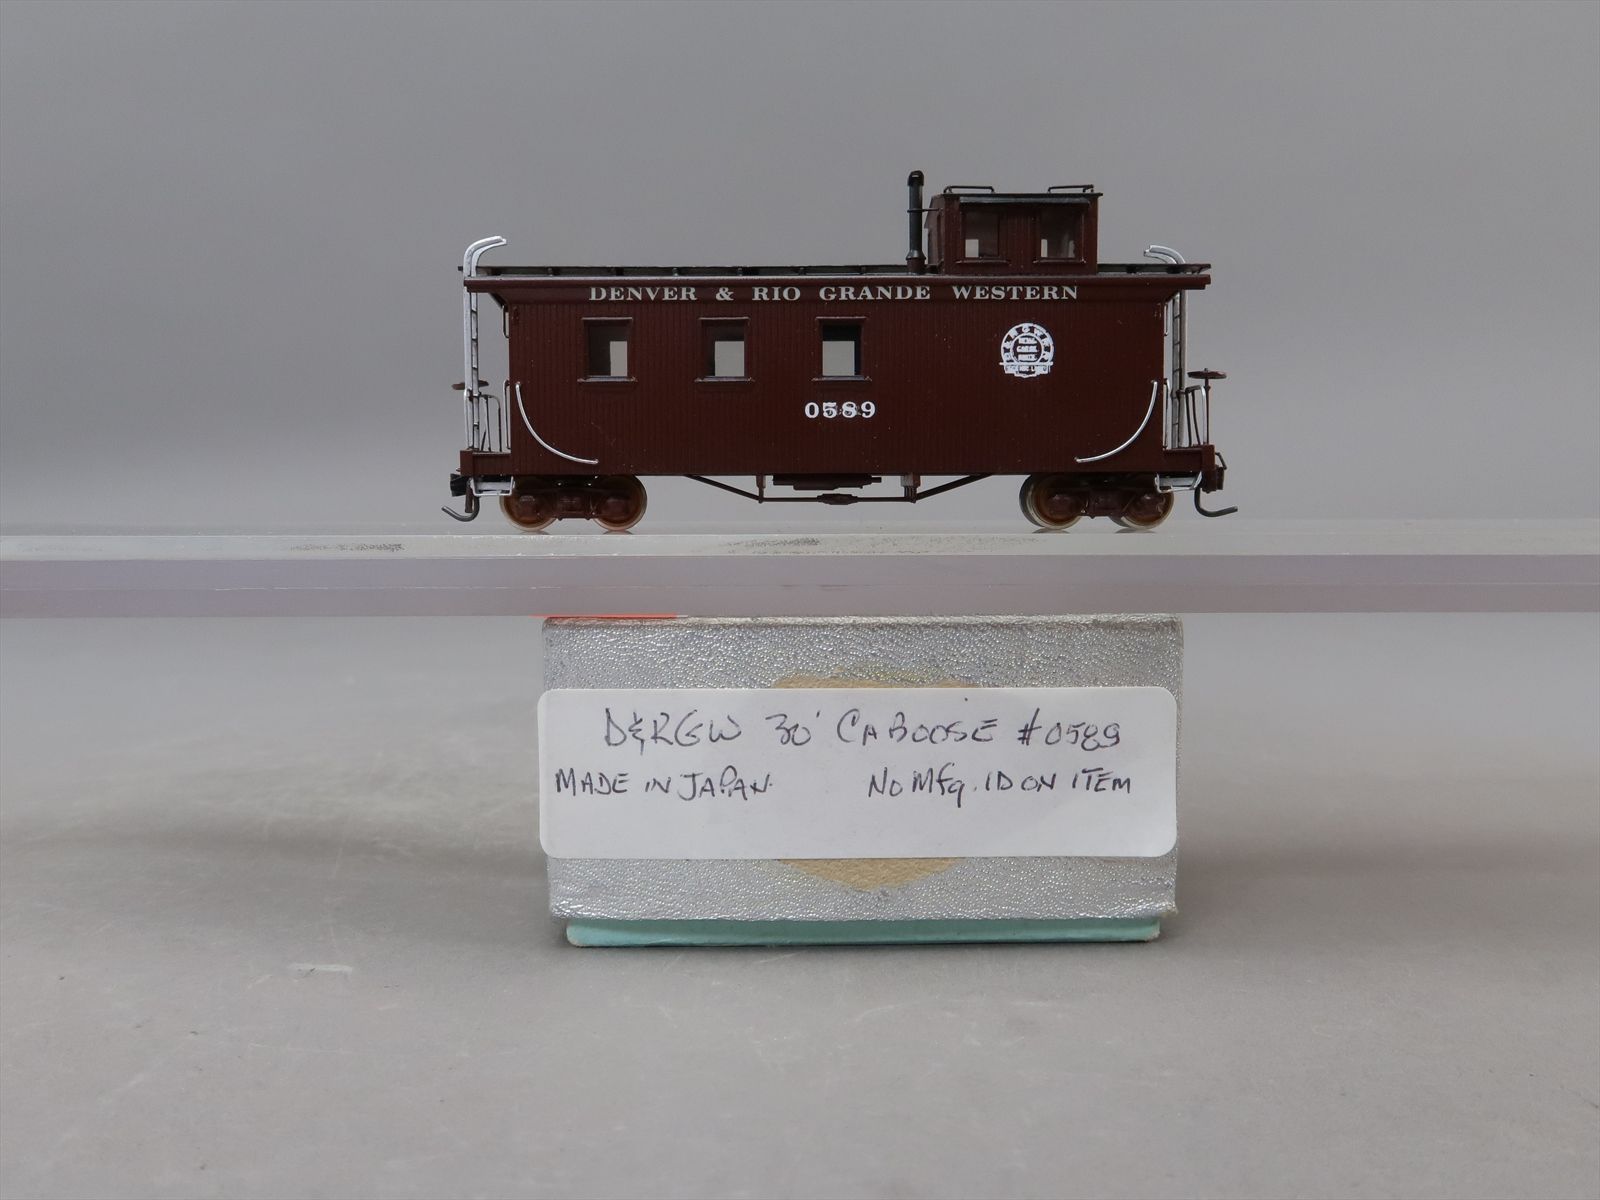 DENVER & RIO GRANDE WESTERN
0589
D&RGW 30' CABOOSE #0589
MADE IN JAPAN. No Mfg. ID ON ITEM